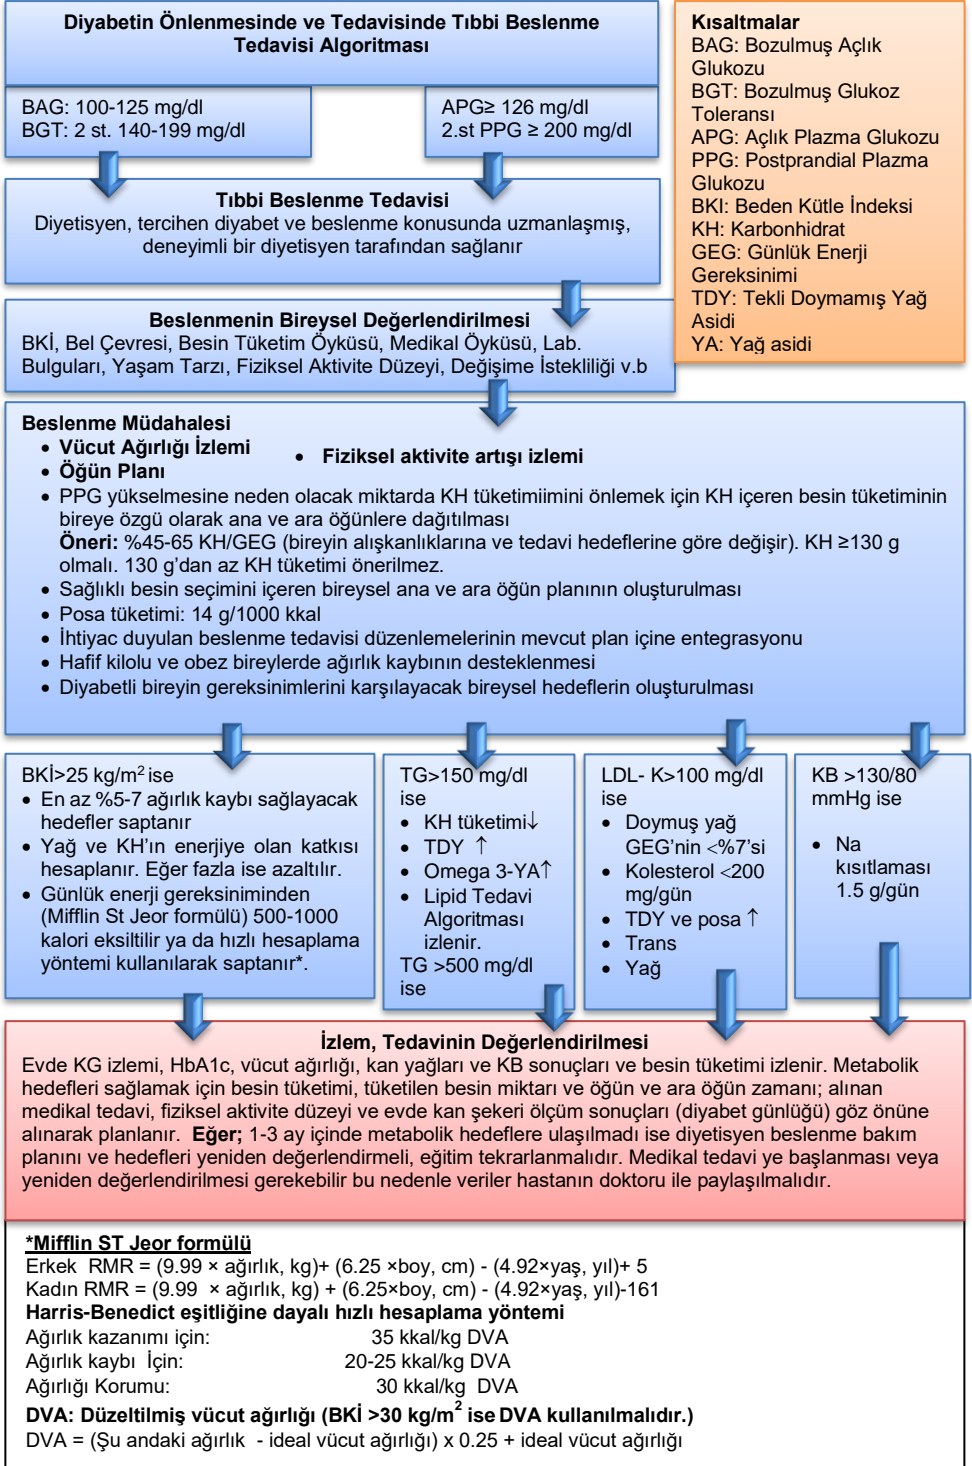 Diyabetin Önlenmesinde ve Tedavisinde Tıbbi Beslenme
Tedavisi Algoritması
Kısaltmalar
BAG: Bozulmuş Açlık
Glukozu
BGT: Bozulmuş Glukoz
Toleransı
APG: Açlık Plazma Glukozu
PPG: Postprandial Plazma
Glukozu
BKI: Beden Kütle İndeksi
KH: Karbonhidrat
GEG: Günlük Enerji
Gereksinimi
TDY: Tekli Doymamış Yağ
Asidi
YA: Yağ asidi
BAG: 100-125 mg/dl
BGT: 2 st. 140-199 mg/dl
APG≥ 126 mg/dl
2.st PPG ≥ 200 mg/dl
Tıbbi Beslenme Tedavisi
Diyetisyen, tercihen diyabet ve beslenme konusunda uzmanlaşmış,
deneyimli bir diyetisyen tarafından sağlanır
Beslenmenin Bireysel Değerlendirilmesi
BKİ, Bel Çevresi, Besin Tüketim Öyküsü, Medikal Öyküsü, Lab.
Bulguları, Yaşam Tarzı, Fiziksel Aktivite Düzeyi, Değişime İstekliliği v.b
Beslenme Müdahalesi
• Vücut Ağırlığı İzlemi
• Fiziksel aktivite artışı izlemi
• Öğün Planı
• PPG yükselmesine neden olacak miktarda KH tüketimiimini önlemek için KH içeren besin tüketiminin
bireye özgü olarak ana ve ara öğünlere dağıtılması
Öneri: %45-65 KH/GEG (bireyin alışkanlıklarına ve tedavi hedeflerine göre değişir). KH ≥130 g
olmalı. 130 g’dan az KH tüketimi önerilmez.
• Sağlıklı besin seçimini içeren bireysel ana ve ara öğün planının oluşturulması
• Posa tüketimi: 14 g/1000 kkal
• İhtiyac duyulan beslenme tedavisi düzenlemelerinin mevcut plan içine entegrasyonu
• Hafif kilolu ve obez bireylerde ağırlık kaybının desteklenmesi
• Diyabetli bireyin gereksinimlerini karşılayacak bireysel hedeflerin oluşturulması
BKİ>25 kg/m² ise
• En az %5-7 ağırlık kaybı sağlayacak
hedefler saptanır
• Yağ ve KH’ın enerjiye olan katkısı
hesaplanır. Eğer fazla ise azaltılır.
• Günlük enerji gereksiniminden
(Mifflin St Jeor formülü) 500-1000
kalori eksiltilir ya da hızlı hesaplama
yöntemi kullanılarak saptanır*.
TG>150 mg/dl
ise
• KH tüketimi↓
• TDY ↑
• Omega 3-YA↑
• Lipid Tedavi
Algoritması
izlenir.
TG >500 mg/dl
ise
LDL- K>100 mg/dl
ise
• Doymuş yağ
GEG’nin <%7’si
• Kolesterol <200
mg/gün
• TDY ve posa ↑
• Trans
• Yağ
KB >130/80
mmHg ise
• Na
kısıtlaması
1.5 g/gün
İzlem, Tedavinin Değerlendirilmesi
Evde KG izlemi, HbA1c, vücut ağırlığı, kan yağları ve KB sonuçları ve besin tüketimi izlenir. Metabolik
hedefleri sağlamak için besin tüketimi, tüketilen besin miktarı ve öğün ve ara öğün zamanı; alınan
medikal tedavi, fiziksel aktivite düzeyi ve evde kan şekeri ölçüm sonuçları (diyabet günlüğü) göz önüne
alınarak planlanır. Eğer; 1-3 ay içinde metabolik hedeflere ulaşılmadı ise diyetisyen beslenme bakım
planını ve hedefleri yeniden değerlendirmeli, eğitim tekrarlanmalıdır. Medikal tedavi ye başlanması veya
yeniden değerlendirilmesi gerekebilir bu nedenle veriler hastanın doktoru ile paylaşılmalıdır.
*Mifflin ST Jeor formülü
Erkek RMR = (9.99 × ağırlık, kg)+ (6.25 ×boy, cm) - (4.92×yaş, yıl)+ 5
Kadın RMR = (9.99 × ağırlık, kg) + (6.25×boy, cm) - (4.92×yaş, yıl)-161
Harris-Benedict eşitliğine dayalı hızlı hesaplama yöntemi
Ağırlık kazanımı için: 35 kkal/kg DVA
Ağırlık kaybı İçin: 20-25 kkal/kg DVA
Ağırlığı Korumu: 30 kkal/kg DVA
DVA: Düzeltilmiş vücut ağırlığı (BKİ >30 kg/m² ise DVA kullanılmalıdır.)
DVA = (Şu andaki ağırlık - ideal vücut ağırlığı) x 0.25 + ideal vücut ağırlığı